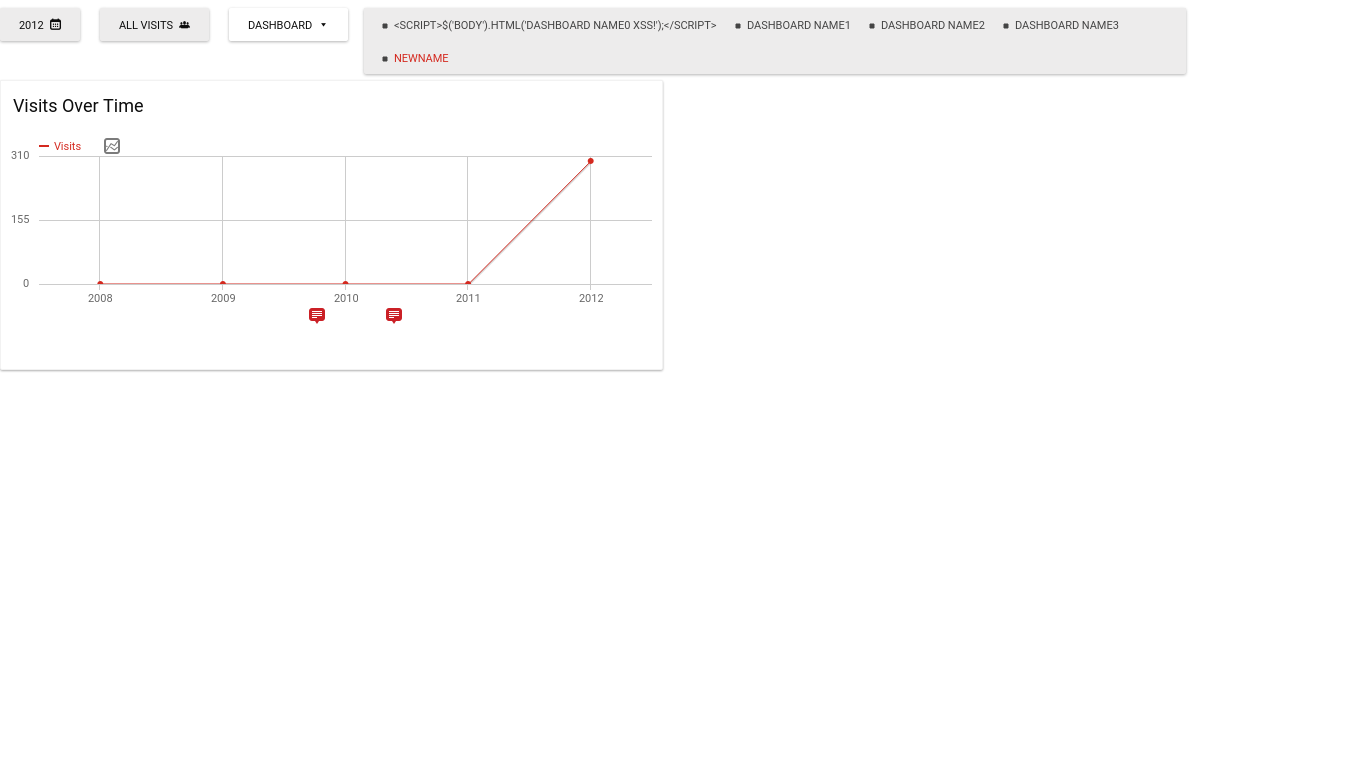 2012
ALL VISITS
DASHBOARD
<SCRIPT>$('BODY').HTML('DASHBOARD NAME0 XSS!');</SCRIPT>
DASHBOARD NAME1
DASHBOARD NAME2
DASHBOARD NAME3
NEWNAME
Visits Over Time
Visits
310
155
0
2008
2009
2010
2011
2012